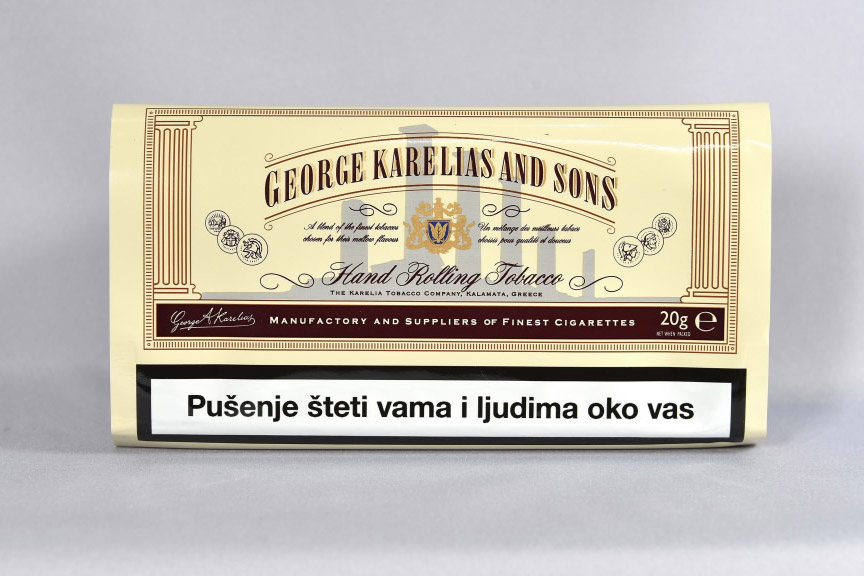 GEORGE KARELIAS AND SONS
A blend of the finest tobaccos
chosen for their mellow flavour
Un mélange des meilleurs tabacs
choisis pour qualité et douceur
Hand Rolling Tobacco
THE KARELIA TOBACCO COMPANY, KALAMATA, GREECE
George A. Karelias
MANUFACTORY AND SUPPLIERS OF FINEST CIGARETTES
20g ℮
NET WHEN PACKED
Pušenje šteti vama i ljudima oko vas